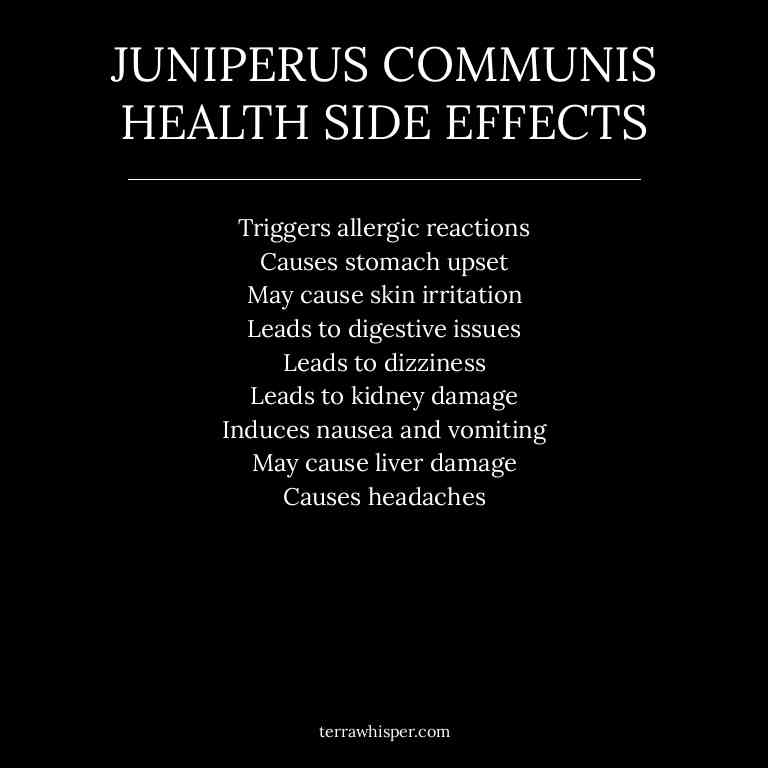 JUNIPERUS COMMUNIS
HEALTH SIDE EFFECTS
Triggers allergic reactions
Causes stomach upset
May cause skin irritation
Leads to digestive issues
Leads to dizziness
Leads to kidney damage
Induces nausea and vomiting
May cause liver damage
Causes headaches
terrawhisper.com